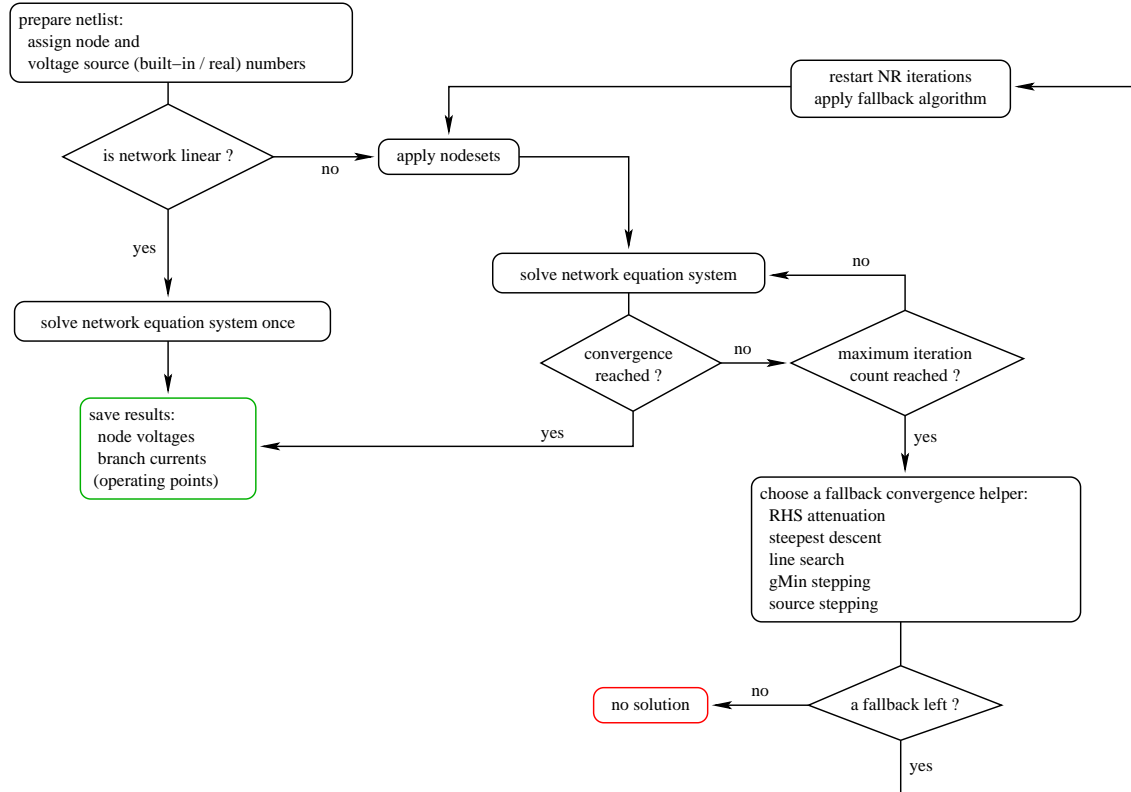 prepare netlist:
assign node and
voltage source (built−in / real) numbers
restart NR iterations
apply fallback algorithm
is network linear ?
no
apply nodesets
yes
solve network equation system
no
solve network equation system once
convergence
reached ?
no
maximum iteration
count reached ?
save results:
node voltages
branch currents
(operating points)
yes
yes
choose a fallback convergence helper:
RHS attenuation
steepest descent
line search
gMin stepping
source stepping
no solution
no
a fallback left ?
yes